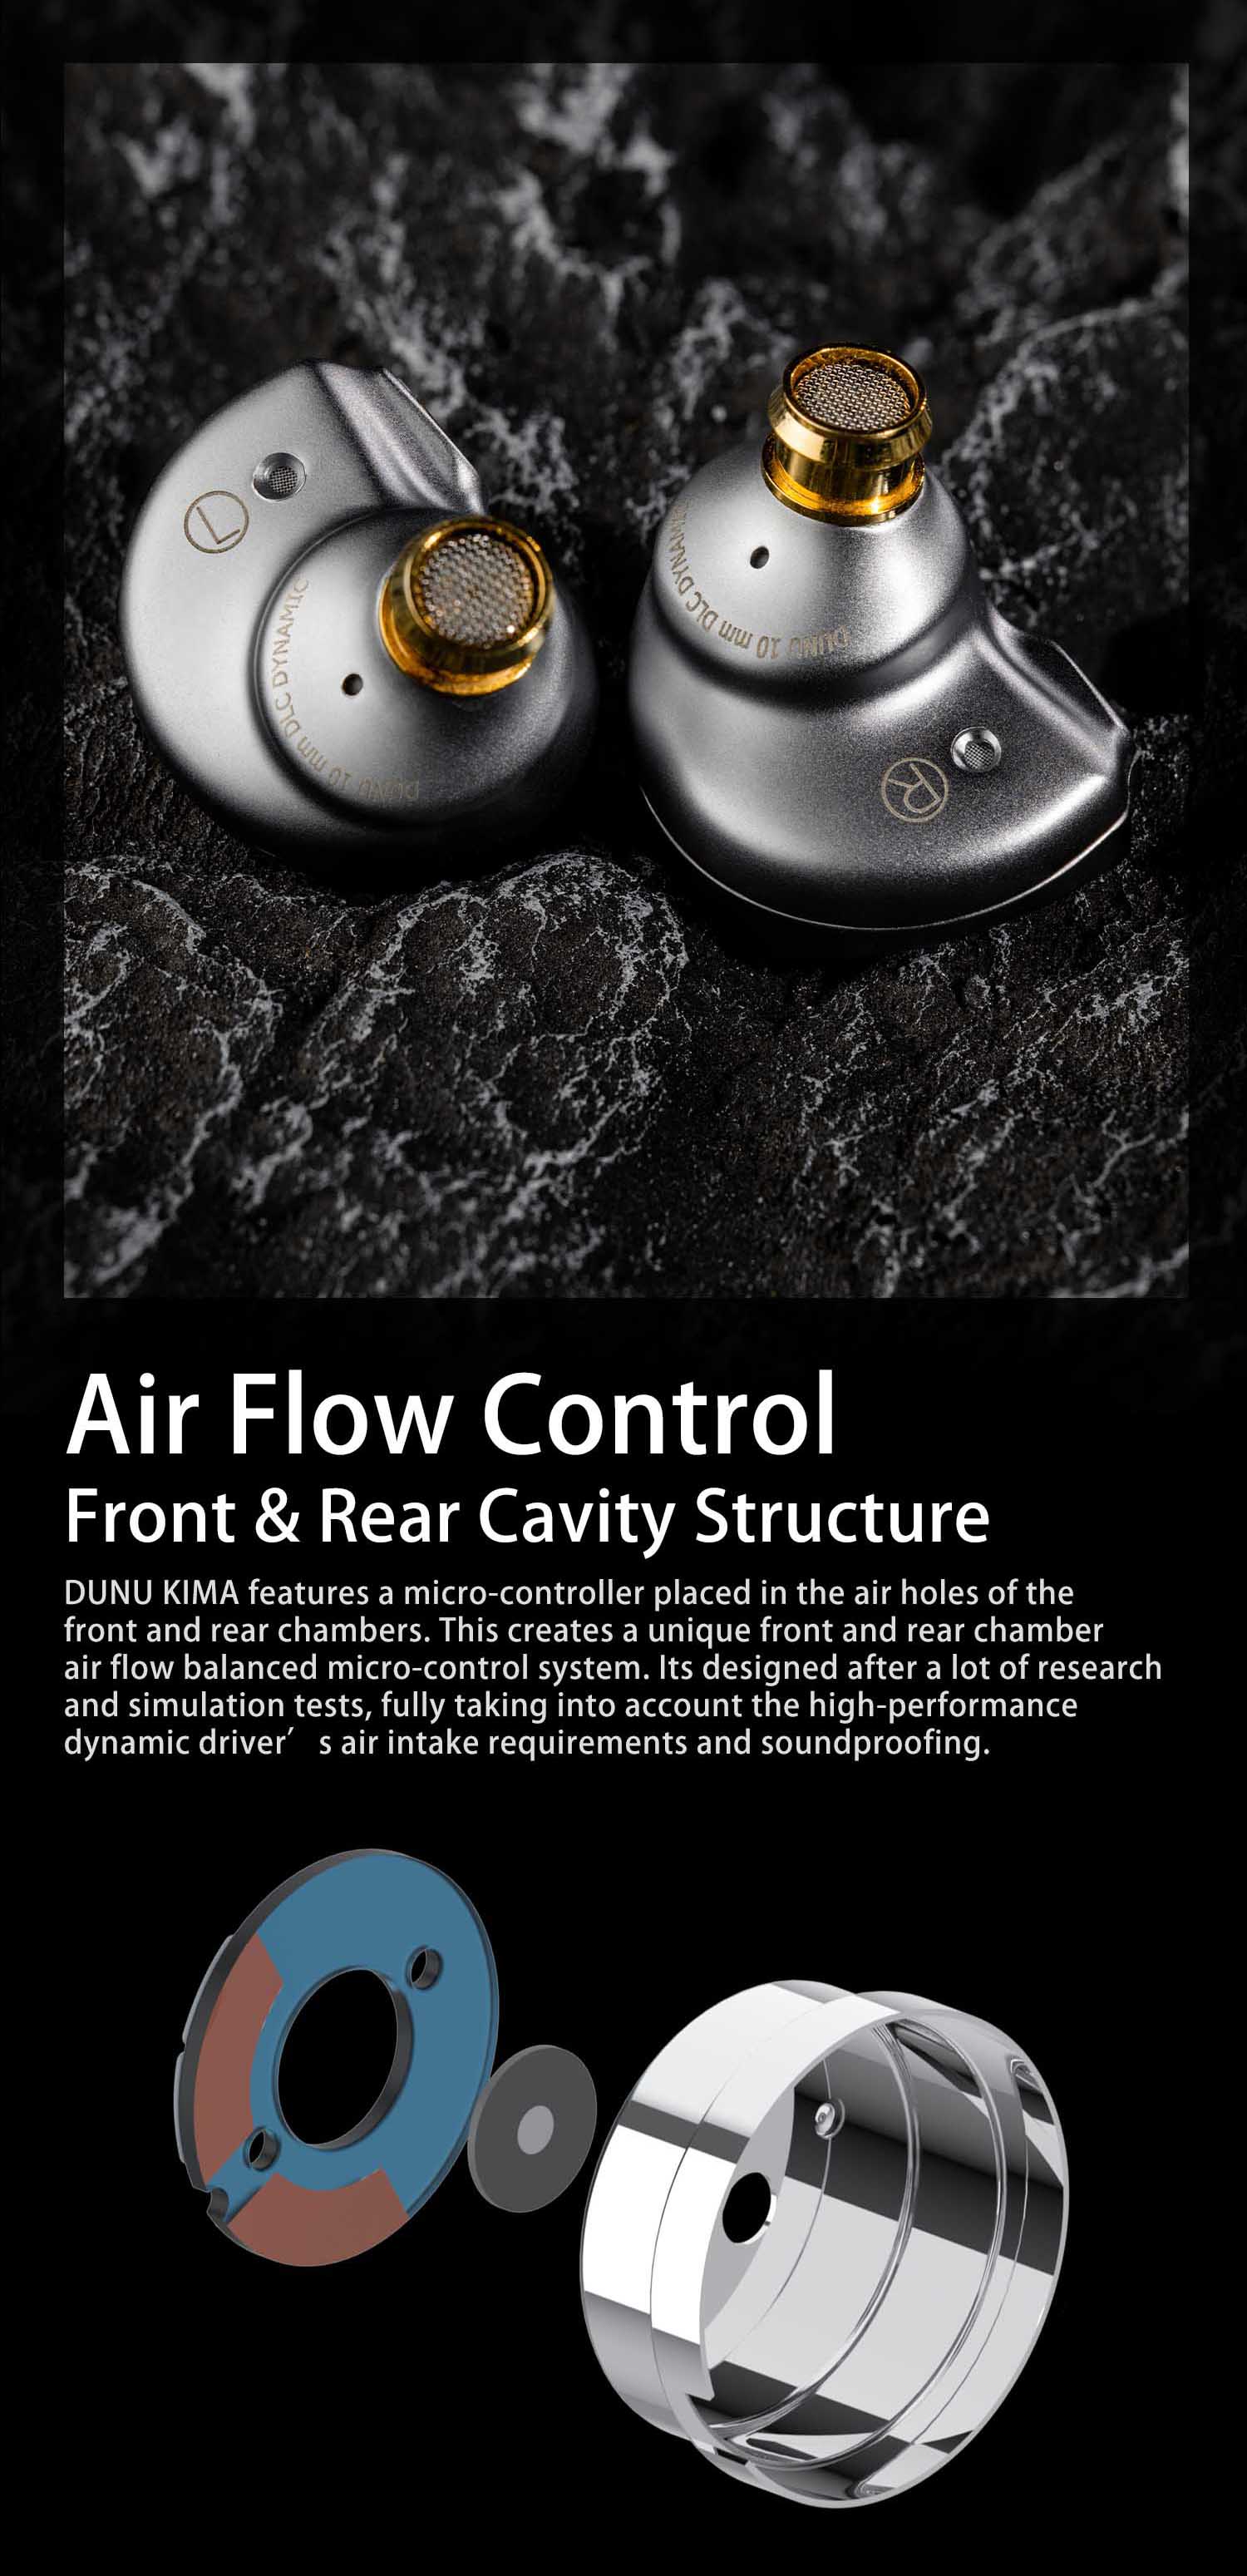 L
DUNU 10 mm DLC DYNAMIC
DUNU 10 mm DLC DYNAMIC
R
Air Flow Control
Front & Rear Cavity Structure
DUNU KIMA features a micro-controller placed in the air holes of the
front and rear chambers. This creates a unique front and rear chamber
air flow balanced micro-control system. Its designed after a lot of research
and simulation tests, fully taking into account the high-performance
dynamic driver′ s air intake requirements and soundproofing.